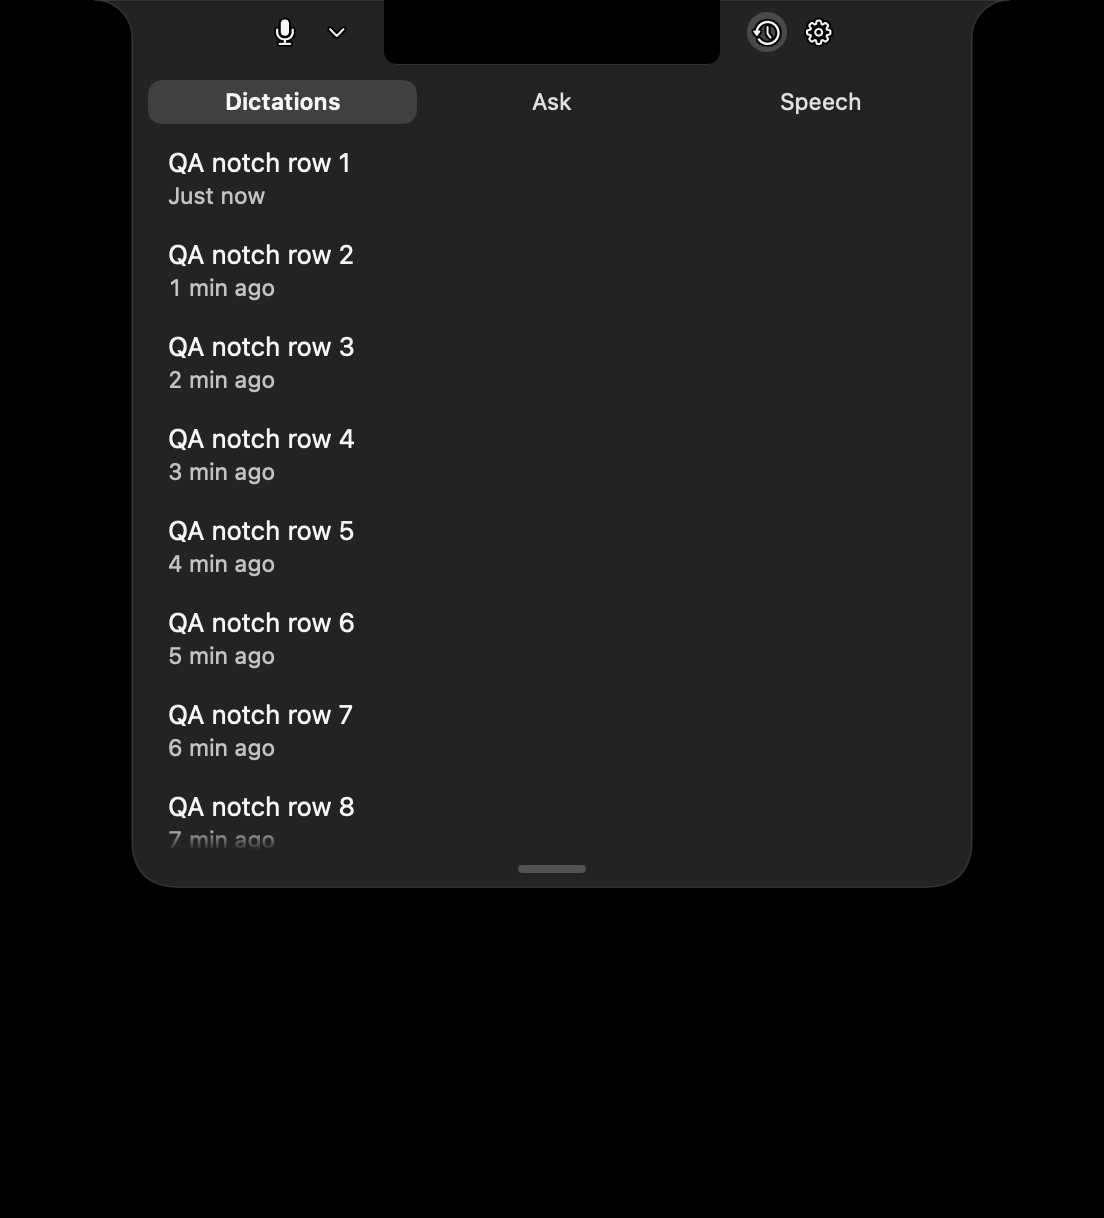 Dictations
Ask
Speech
QA notch row 1
Just now
QA notch row 2
1 min ago
QA notch row 3
2 min ago
QA notch row 4
3 min ago
QA notch row 5
4 min ago
QA notch row 6
5 min ago
QA notch row 7
6 min ago
QA notch row 8
7 min ago